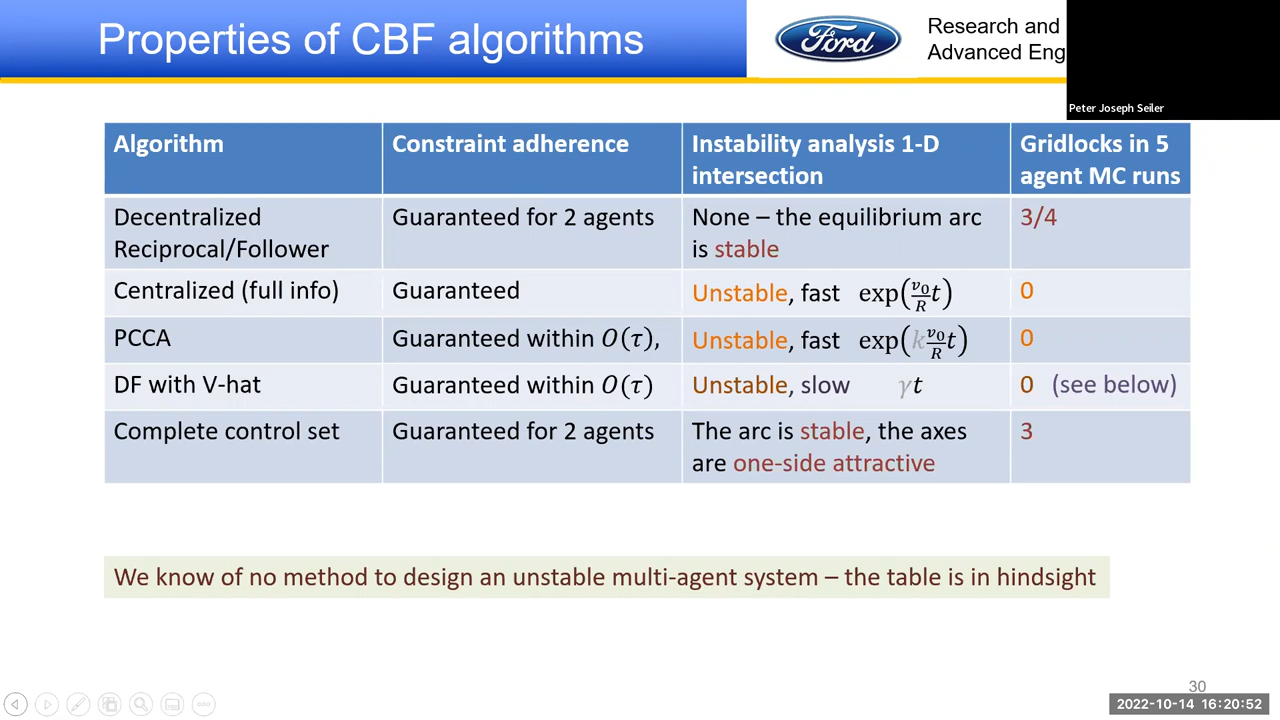 Properties of CBF algorithms
Ford
Research and
Advanced Eng
Peter Joseph Seiler
Algorithm
Constraint adherence
Instability analysis 1-D
intersection
Gridlocks in 5
agent MC runs
Decentralized
Reciprocal/Follower
Guaranteed for 2 agents
None – the equilibrium arc
is stable
3/4
Centralized (full info)
Guaranteed
Unstable, fast exp(v₀/R t)
0
PCCA
Guaranteed within O(τ),
Unstable, fast exp(k v₀/R t)
0
DF with V-hat
Guaranteed within O(τ)
Unstable, slow γt
0 (see below)
Complete control set
Guaranteed for 2 agents
The arc is stable, the axes
are one-side attractive
3
We know of no method to design an unstable multi-agent system – the table is in hindsight
30
2022-10-14 16:20:52